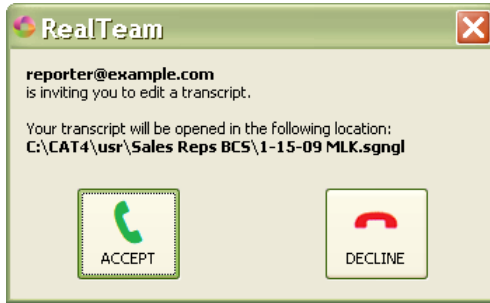 RealTeam
reporter@example.com
is inviting you to edit a transcript.
Your transcript will be opened in the following location:
C:\CAT4\usr\Sales Reps BCS\1-15-09 MLK.sgngl
ACCEPT
DECLINE